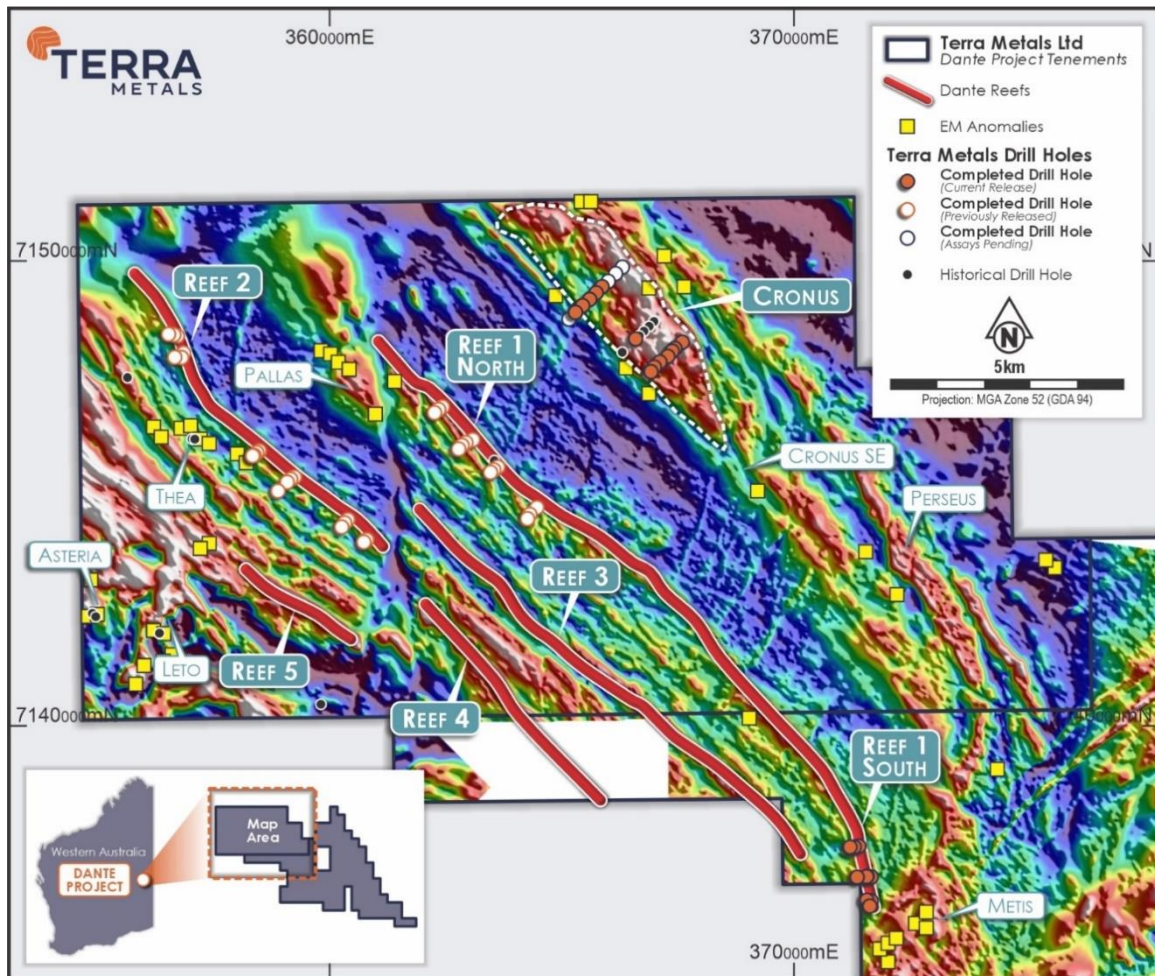 TERRA
METALS
360000mE
370000mE
Terra Metals Ltd
Dante Project Tenements
Dante Reefs
EM Anomalies
Terra Metals Drill Holes
Completed Drill Hole
(Current Release)
Completed Drill Hole
(Previously Released)
Completed Drill Hole
(Assays Pending)
Historical Drill Hole
N
5km
Projection: MGA Zone 52 (GDA 94)
7150000mN
REEF 2
CRONUS
REEF 1
NORTH
PALLAS
CRONUS SE
THEA
PERSEUS
ASTERIA
REEF 3
LETO
REEF 5
REEF 4
7140000mN
REEF 1
SOUTH
METIS
Western Australia
DANTE
PROJECT
Map
Area
370000mE